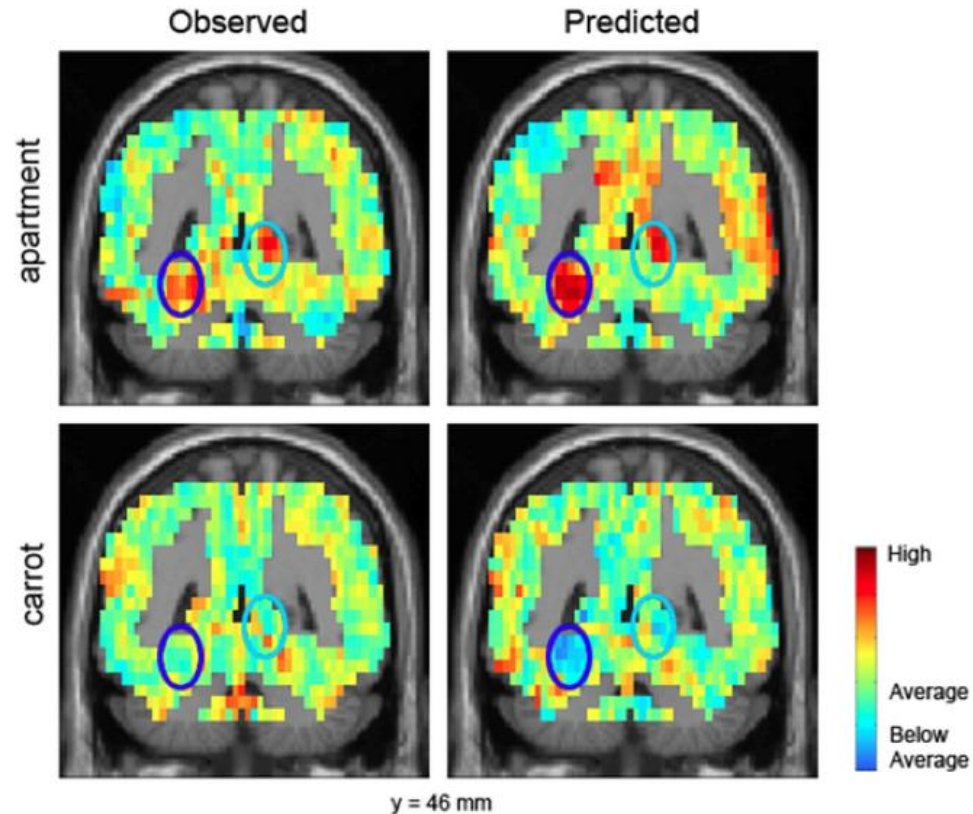 Observed
Predicted
apartment
carrot
High
Average
Below
Average
y = 46 mm